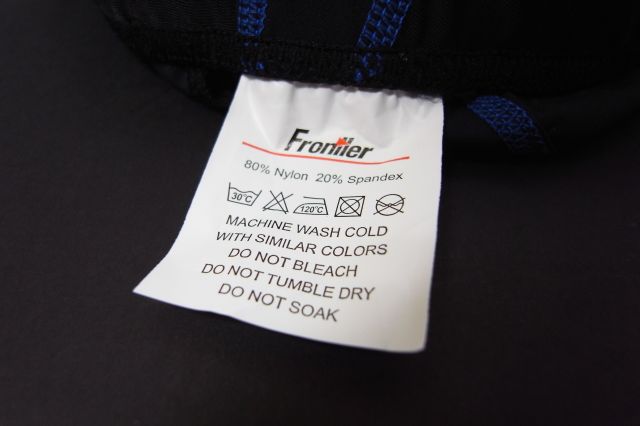 Frontier
80% Nylon 20% Spandex
30°C 120°C
MACHINE WASH COLD
WITH SIMILAR COLORS
DO NOT BLEACH
DO NOT TUMBLE DRY
DO NOT SOAK